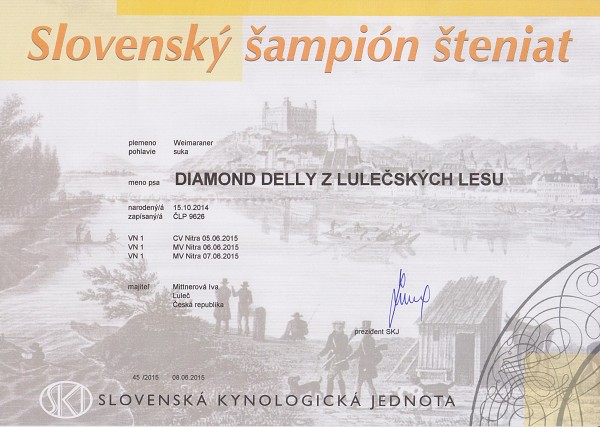 Slovenský šampión šteniat
plemeno Weimaraner
pohlavie suka
meno psa DIAMOND DELLY Z LULEČSKÝCH LESU
narodený/á 15.10.2014
zapísaný/á ČLP 9626
VN 1 CV Nitra 05.06.2015
VN 1 MV Nitra 06.06.2015
VN 1 MV Nitra 07.06.2015
majiteľ Mittnerová Iva
Luleč
Česká republika
prezident SKJ
45 /2015 08.06.2015
SKJ SLOVENSKÁ KYNOLOGICKÁ JEDNOTA